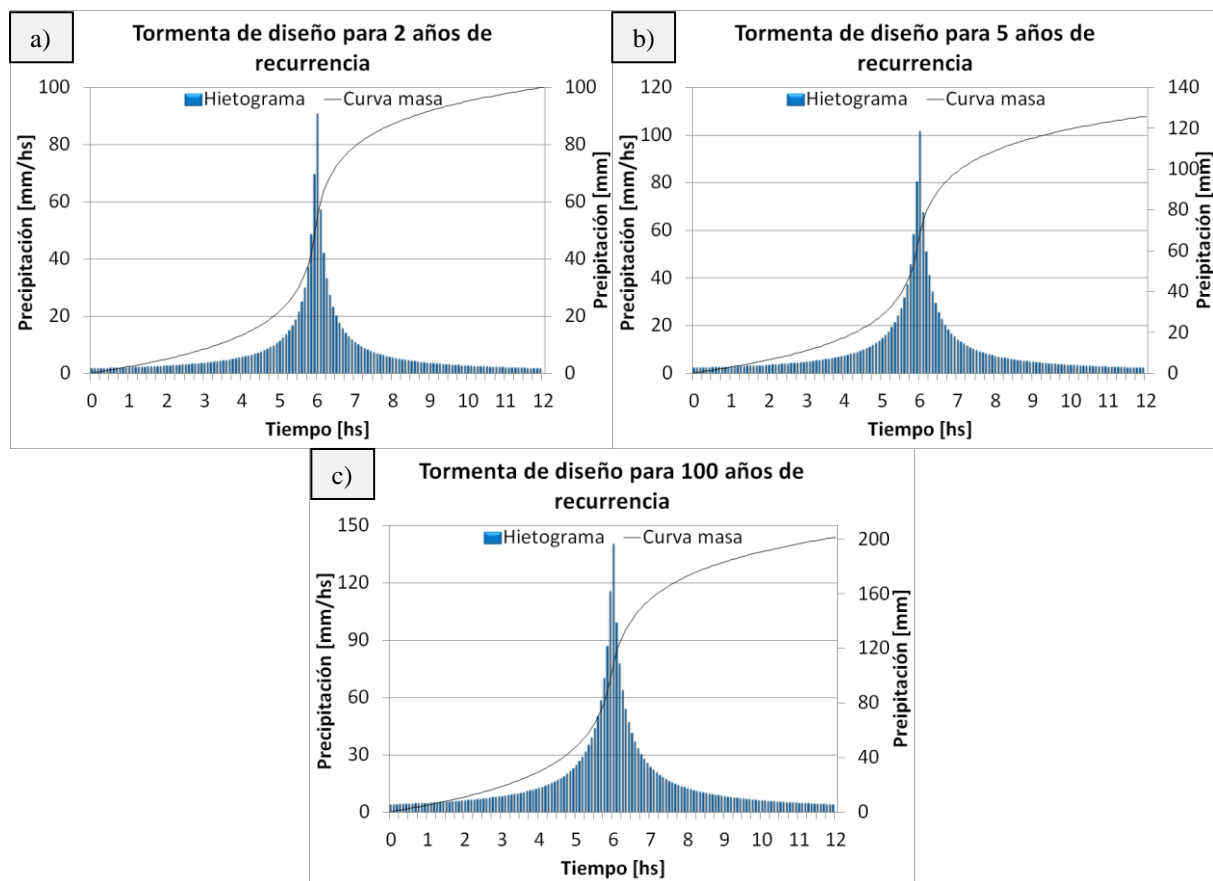 a)
Tormenta de diseño para 2 años de
recurrencia
Hietograma
Curva masa
Precipitación [mm/hs]
100
80
60
40
20
0
100
80
60
40
20
0
Preipitación [mm]
0 1 2 3 4 5 6 7 8 9 10 11 12
Tiempo [hs]
b)
Tormenta de diseño para 5 años de
recurrencia
Hietograma
Curva masa
Precipitación [mm/hs]
120
100
80
60
40
20
0
140
120
100
80
60
40
20
0
Preipitación [mm]
0 1 2 3 4 5 6 7 8 9 10 11 12
Tiempo [hs]
c)
Tormenta de diseño para 100 años de
recurrencia
Hietograma
Curva masa
Precipitación [mm/hs]
150
120
90
60
30
0
200
160
120
80
40
0
Preipitación [mm]
0 1 2 3 4 5 6 7 8 9 10 11 12
Tiempo [hs]